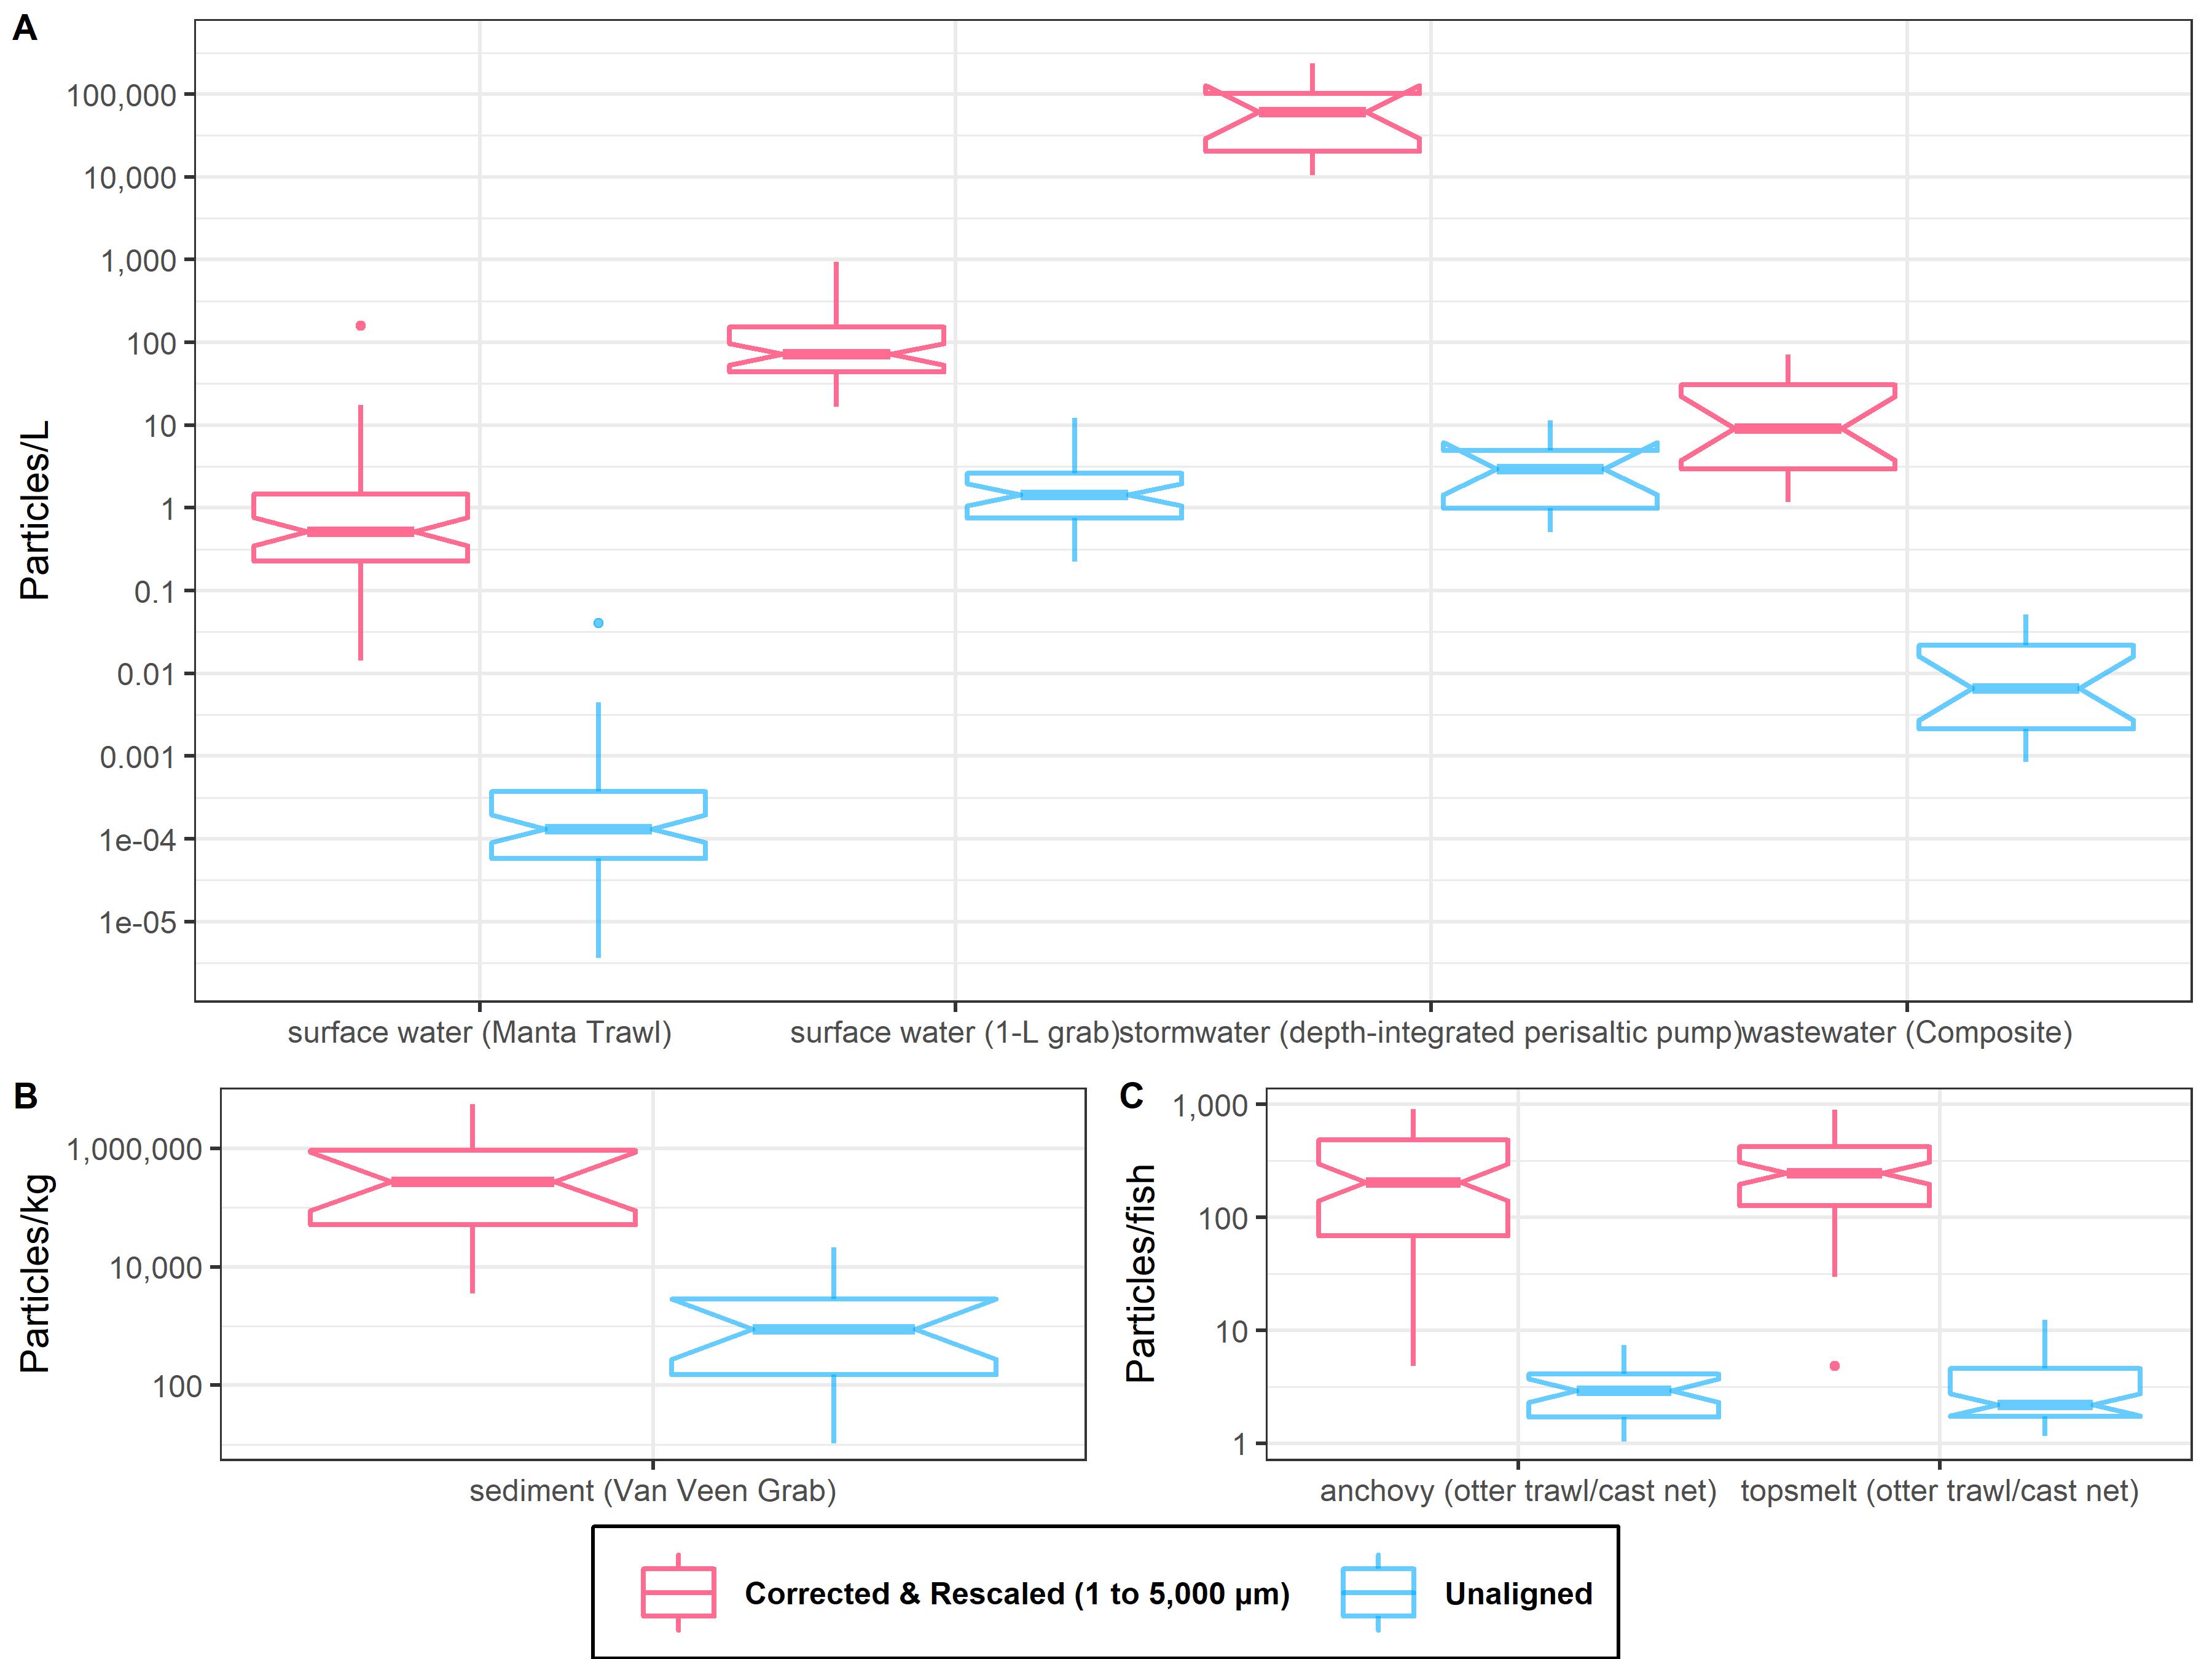 A
Particles/L
100,000
10,000
1,000
100
10
1
0.1
0.01
0.001
1e-04
1e-05
surface water (Manta Trawl)
surface water (1-L grab)
stormwater (depth-integrated perisaltic pump)
wastewater (Composite)
B
Particles/kg
1,000,000
10,000
100
sediment (Van Veen Grab)
C
Particles/fish
1,000
100
10
1
anchovy (otter trawl/cast net)
topsmelt (otter trawl/cast net)
Corrected & Rescaled (1 to 5,000 μm)
Unaligned